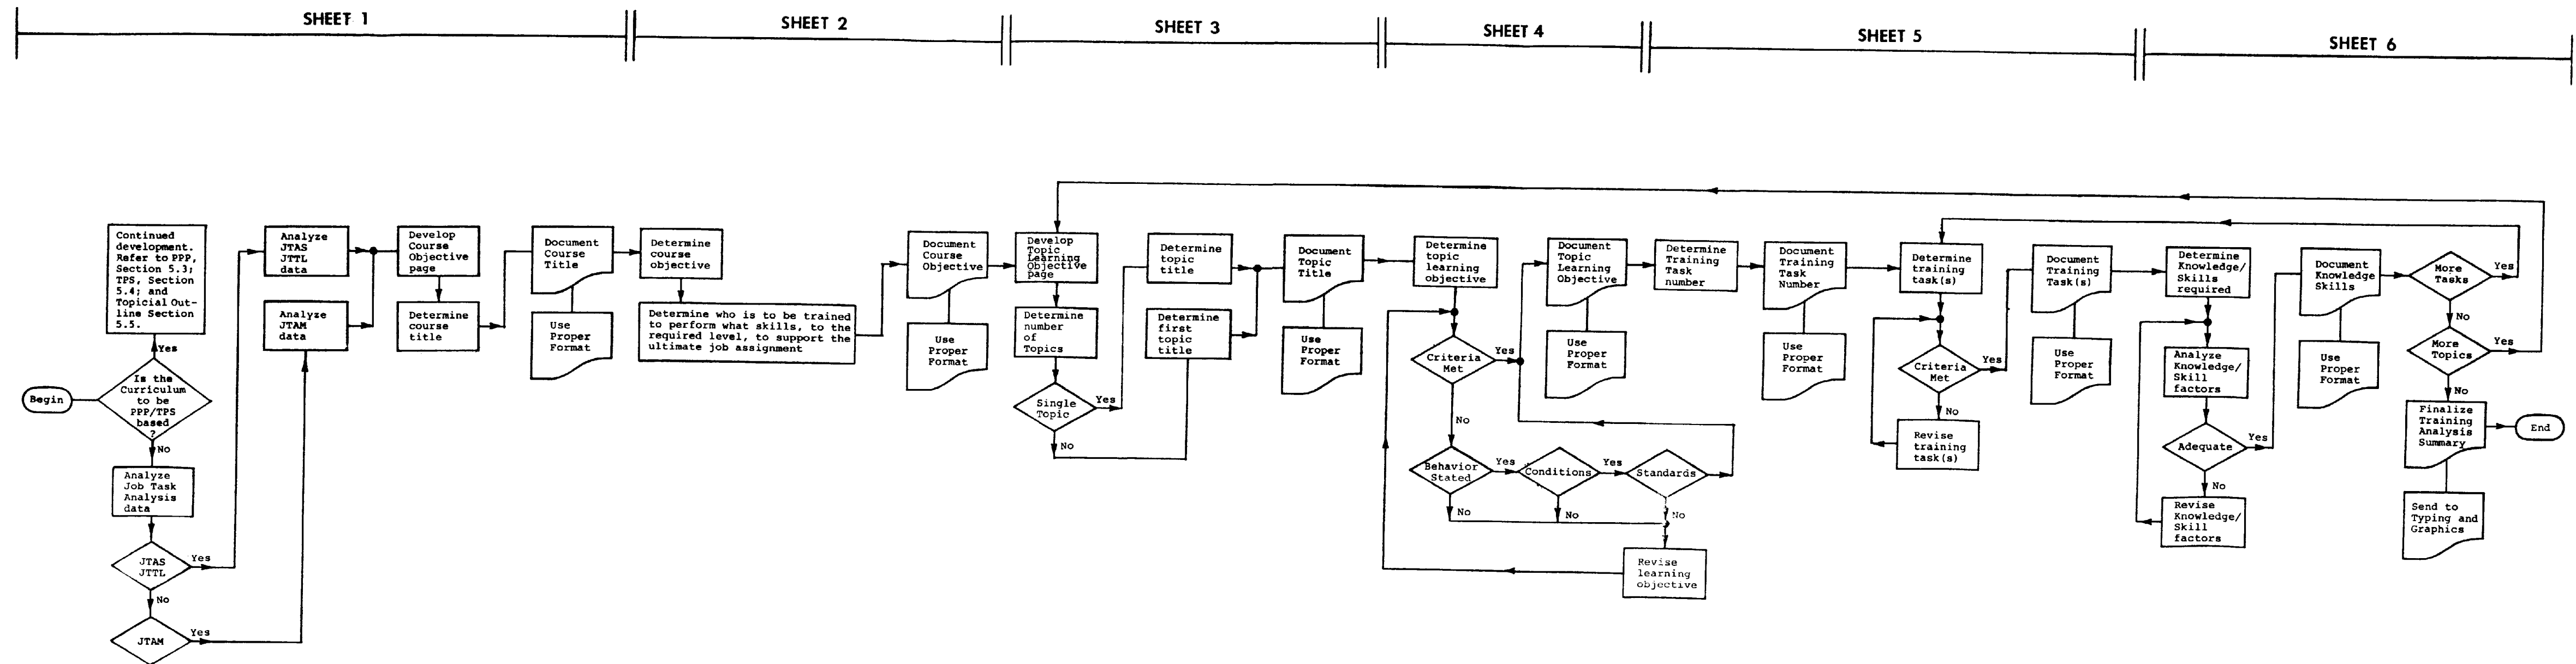 SHEET 1
SHEET 2
SHEET 3
SHEET 4
SHEET 5
SHEET 6
Begin
Is the
Curriculum
to be
PPP/TPS
based
?
Yes
Continued
development.
Refer to PPP,
Section 5.3;
TPS, Section
5.4; and
Topicial Out-
line Section
5.5.
No
Analyze
Job Task
Analysis
data
JTAS
JTTL
Yes
No
JTAM
Yes
Analyze
JTAS
JTTL
data
Analyze
JTAM
data
Develop
Course
Objective
page
Determine
course
title
Document
Course
Title
Use
Proper
Format
Determine
course
objective
Determine who is to be trained
to perform what skills, to the
required level, to support the
ultimate job assignment
Document
Course
Objective
Use
Proper
Format
Develop
Topic
Learning
Objective
page
Determine
number
of
Topics
Single
Topic
Yes
No
Determine
topic
title
Determine
first
topic
title
Document
Topic
Title
Use
Proper
Format
Determine
topic
learning
objective
Criteria
Met
Yes
No
Behavior
Stated
Yes
No
Conditions
Yes
No
Standards
No
Revise
learning
objective
Document
Topic
Learning
Objective
Use
Proper
Format
Determine
Training
Task
number
Document
Training
Task
Number
Use
Proper
Format
Determine
training
task(s)
Criteria
Met
Yes
No
Revise
training
task(s)
Document
Training
Task(s)
Use
Proper
Format
Determine
Knowledge/
Skills
required
Analyze
Knowledge/
Skill
factors
Adequate
Yes
No
Revise
Knowledge/
Skill
factors
Document
Knowledge
Skills
Use
Proper
Format
More
Tasks
Yes
No
More
Topics
Yes
No
Finalize
Training
Analysis
Summary
End
Send to
Typing and
Graphics